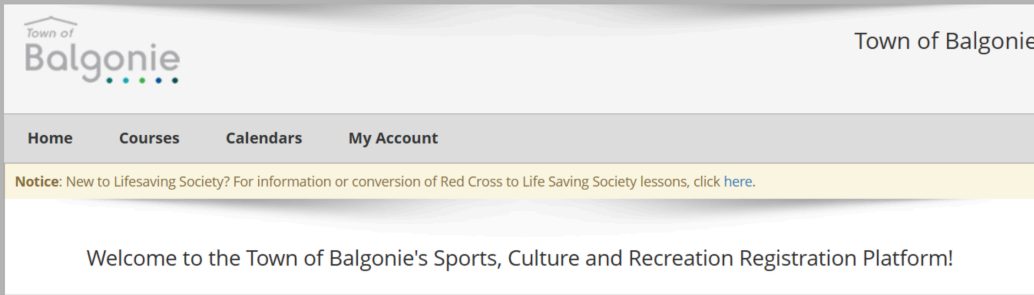 Town of
Balgonie
Town of Balgonie
Home Courses Calendars My Account
Notice: New to Lifesaving Society? For information or conversion of Red Cross to Life Saving Society lessons, click here.
Welcome to the Town of Balgonie's Sports, Culture and Recreation Registration Platform!